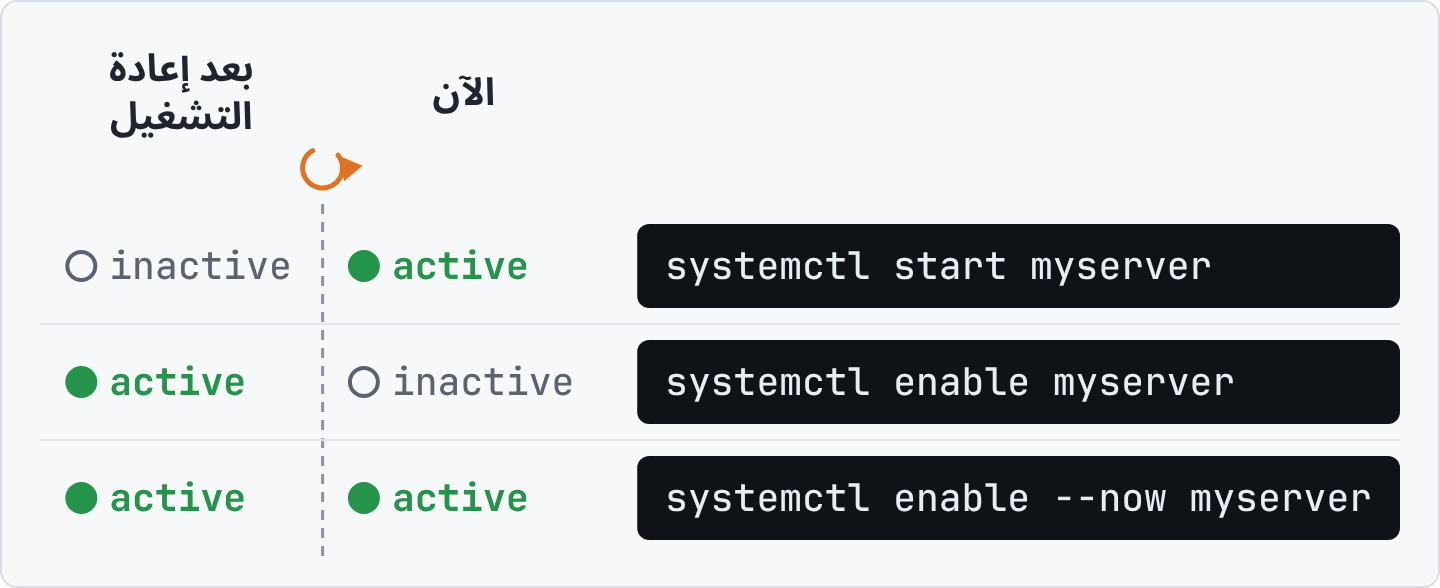 الآن
بعد إعادة
التشغيل
systemctl start myserver
active
inactive
systemctl enable myserver
inactive
active
systemctl enable --now myserver
active
active